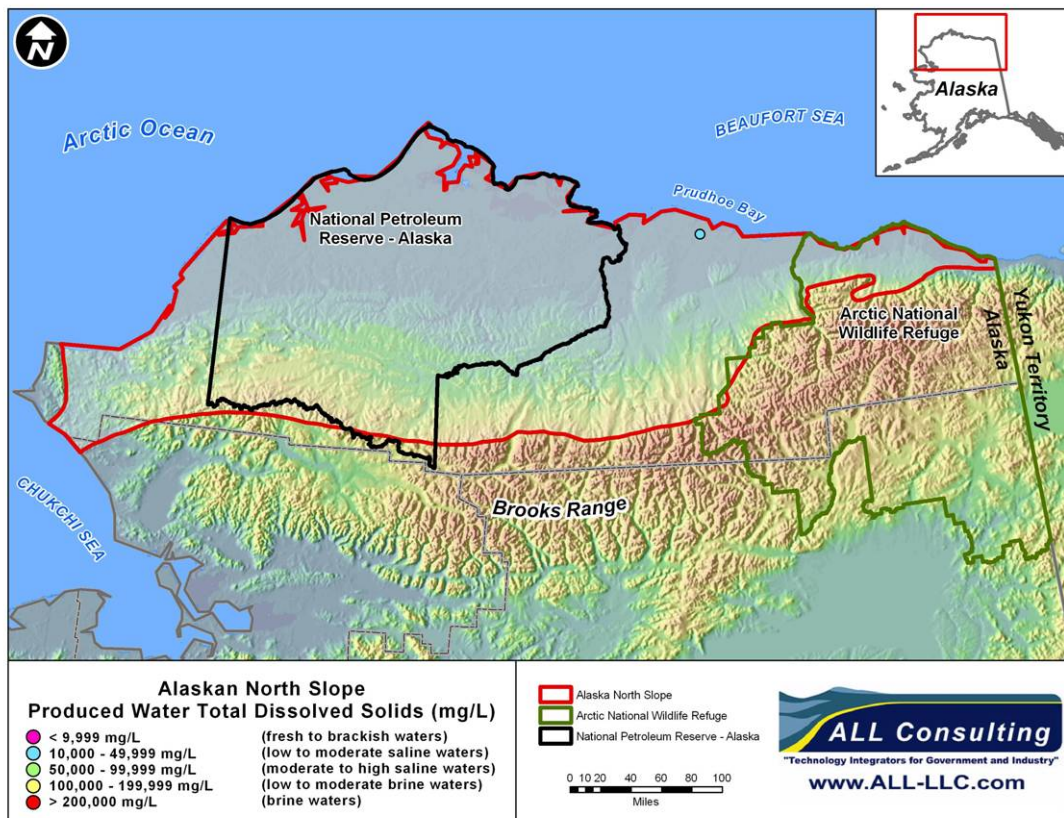 N
Alaska
Arctic Ocean
BEAUFORT SEA
Prudhoe Bay
National Petroleum
Reserve - Alaska
Arctic National
Wildlife Refuge
Yukon Territory
Alaska
CHUKCHI SEA
Brooks Range
Alaskan North Slope
Produced Water Total Dissolved Solids (mg/L)
< 9,999 mg/L (fresh to brackish waters)
10,000 - 49,999 mg/L (low to moderate saline waters)
50,000 - 99,999 mg/L (moderate to high saline waters)
100,000 - 199,999 mg/L (low to moderate brine waters)
> 200,000 mg/L (brine waters)
Alaska North Slope
Arctic National Wildlife Refuge
National Petroleum Reserve - Alaska
0 10 20 40 60 80 100
Miles
ALL Consulting
"Technology Integrators for Government and Industry"
www.ALL-LLC.com